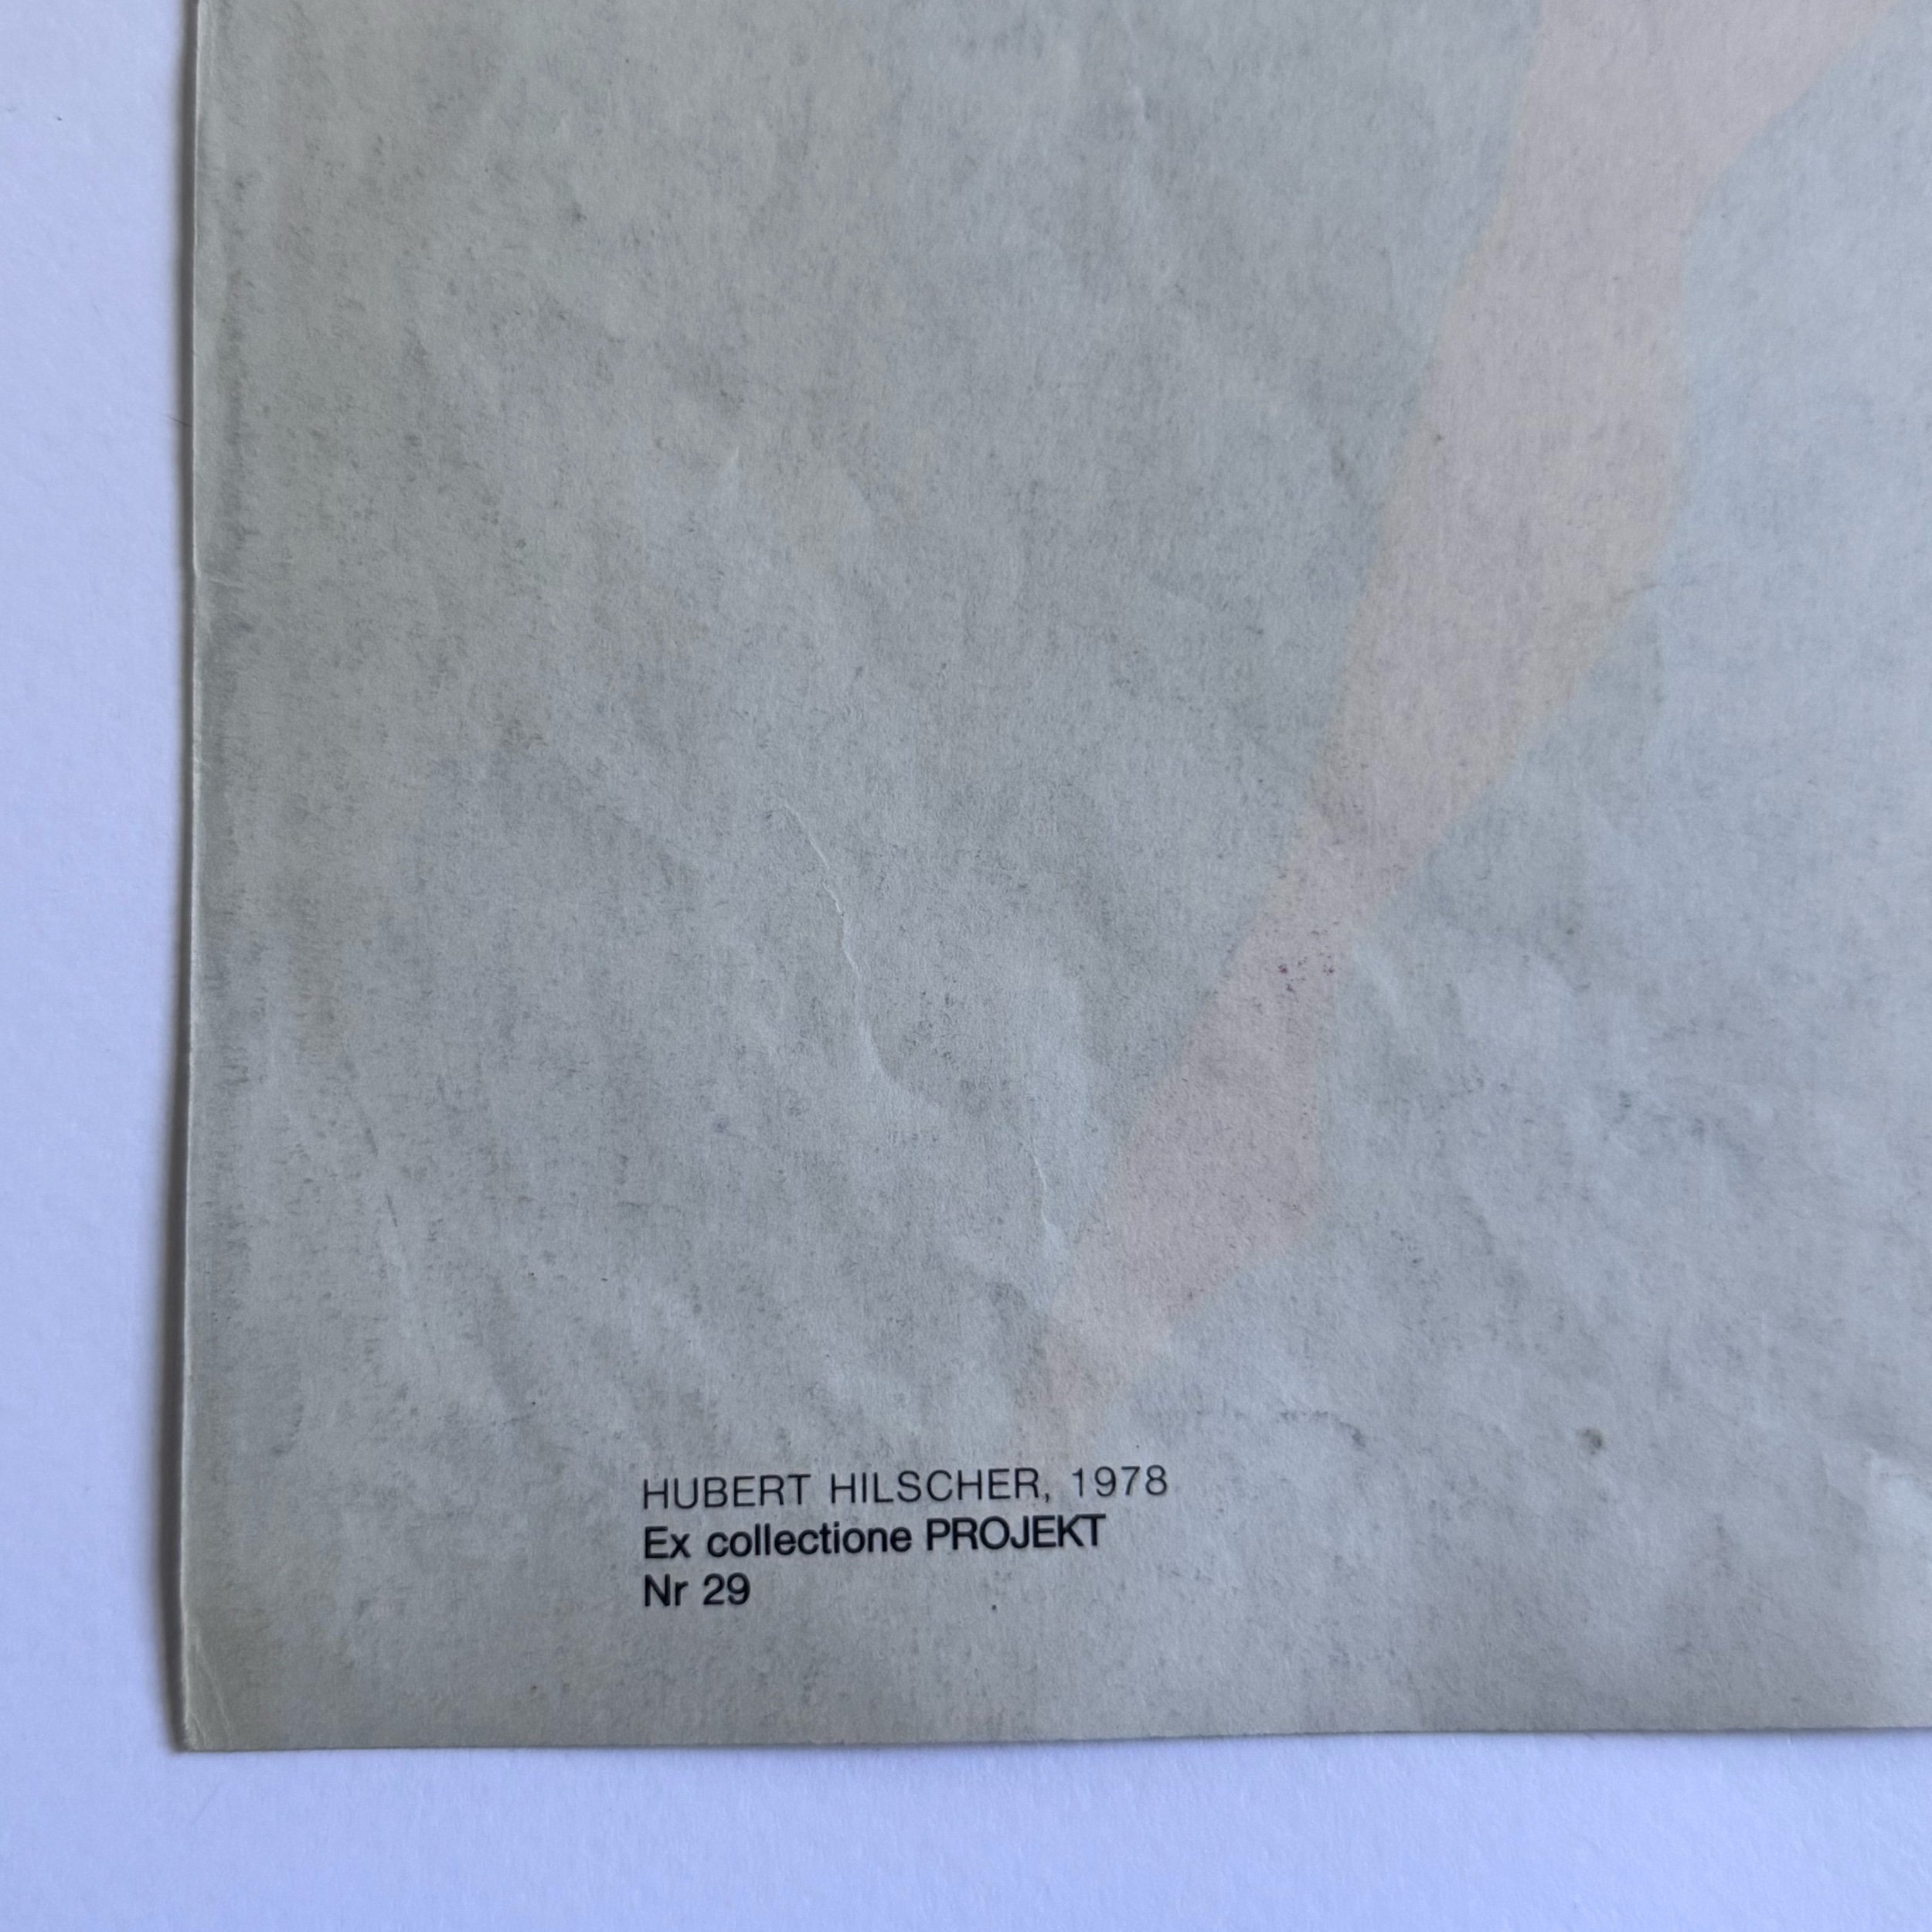 HUBERT HILSCHER, 1978
Ex collectione PROJEKT
Nr 29